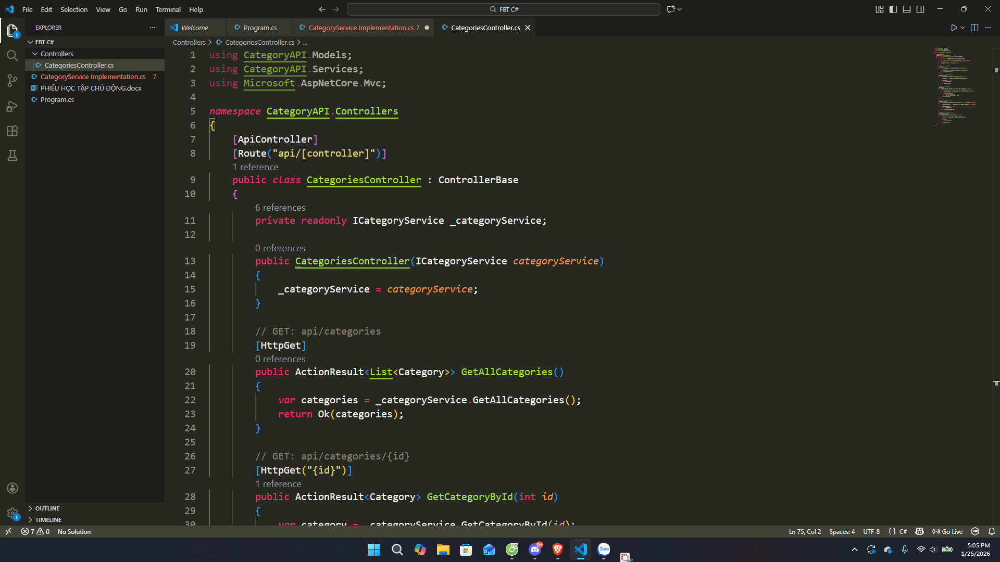 File Edit Selection View Go Run Terminal Help
FBT C#
EXPLORER
Welcome
Program.cs
CategoryService Implementation.cs 7
CategoriesController.cs
FBT C#
Controllers
CategoriesController.cs
CategoryService Implementation.cs 7
PHIẾU HỌC TẬP CHỦ ĐỘNG.docx
Program.cs
OUTLINE
TIMELINE
Controllers > CategoriesController.cs > ...
1 using CategoryAPI.Models;
2 using CategoryAPI.Services;
3 using Microsoft.AspNetCore.Mvc;
4
5 namespace CategoryAPI.Controllers
6 {
7 [ApiController]
8 [Route("api/[controller]")]
1 reference
9 public class CategoriesController : ControllerBase
10 {
6 references
11 private readonly ICategoryService _categoryService;
12
0 references
13 public CategoriesController(ICategoryService categoryService)
14 {
15 _categoryService = categoryService;
16 }
17
18 // GET: api/categories
19 [HttpGet]
0 references
20 public ActionResult<List<Category>> GetAllCategories()
21 {
22 var categories = _categoryService.GetAllCategories();
23 return Ok(categories);
24 }
25
26 // GET: api/categories/{id}
27 [HttpGet("{id}")]
1 reference
28 public ActionResult<Category> GetCategoryById(int id)
29 {
30 var category = _categoryService.GetCategoryById(id);
7 0 No Solution
Ln 75, Col 2 Spaces: 4 UTF-8 { } C# Go Live
9+
Zalo
5:05 PM
1/25/2026